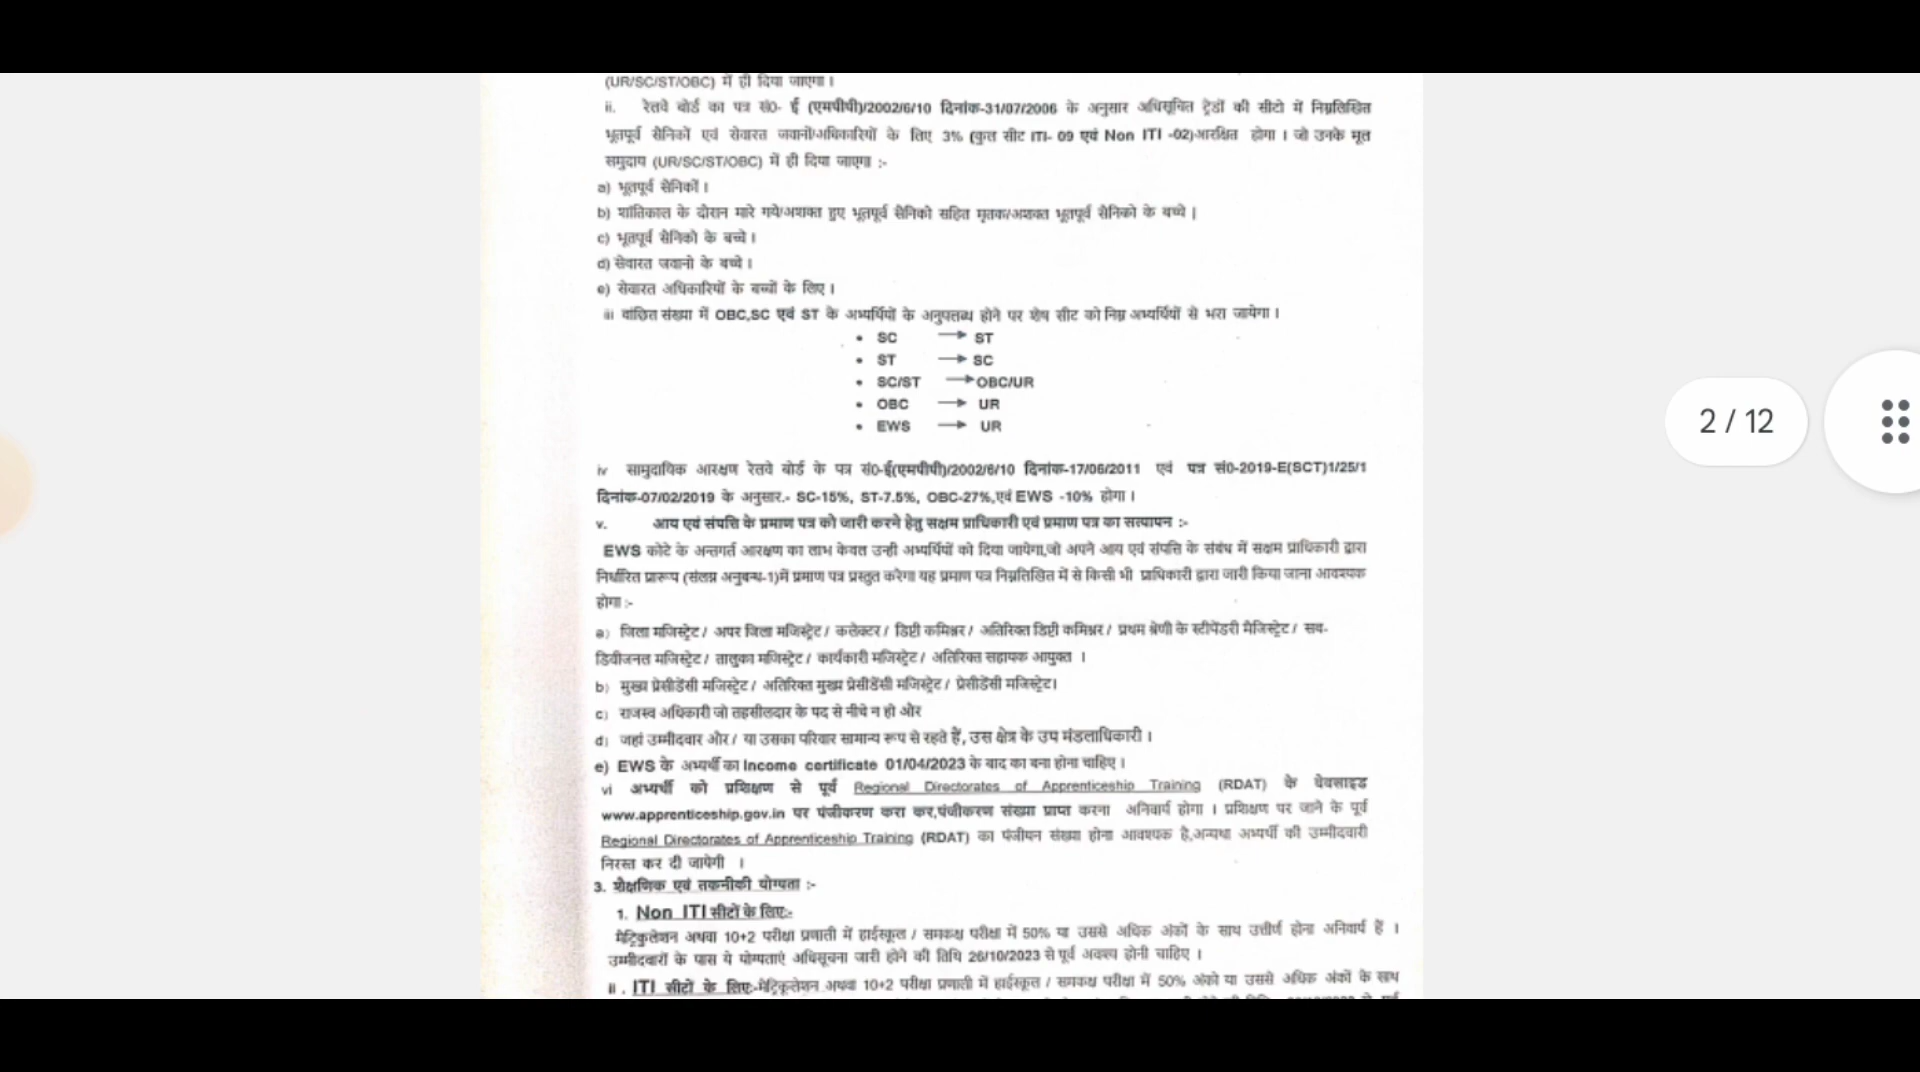 (UR/SC/ST/OBC) में ही दिया जाएगा ।
ii. रेलवे बोर्ड का पत्र सं0- ई (एमपीपी)/2002/6/10 दिनांक-31/07/2006 के अनुसार अधिसूचित ट्रेडों की सीटो में निम्नलिखित
भूतपूर्व सैनिकों एवं सेवारत जवानों/अधिकारियों के लिए 3% (कुल सीट ITI- 09 एवं Non ITI -02)आरक्षित होगा । जो उनके मूल
समुदाय (UR/SC/ST/OBC) में ही दिया जाएगा :-
a) भूतपूर्व सैनिकों ।
b) शांतिकाल के दौरान मारे गये/अशक्त हुए भूतपूर्व सैनिको सहित मृतक/अशक्त भूतपूर्व सैनिको के बच्चे |
c) भूतपूर्व सैनिको के बच्चे ।
d) सेवारत जवानो के बच्चे ।
e) सेवारत अधिकारियों के बच्चों के लिए ।
iii वांछित संख्या में OBC,SC एवं ST के अभ्यर्थियों के अनुपलब्ध होने पर शेष सीट को निम्न अभ्यर्थियों से भरा जायेगा ।
• SC → ST
• ST → SC
• SC/ST → OBC/UR
• OBC → UR
• EWS → UR
2 / 12
iv सामुदायिक आरक्षण रेलवे बोर्ड के पत्र सं0-ई(एमपीपी)/2002/6/10 दिनांक-17/06/2011 एवं पत्र सं0-2019-E(SCT)1/25/1
दिनांक-07/02/2019 के अनुसार.- SC-15%, ST-7.5%, OBC-27%,एवं EWS -10% होगा ।
v. आय एवं संपत्ति के प्रमाण पत्र को जारी करने हेतु सक्षम प्राधिकारी एवं प्रमाण पत्र का सत्यापन :-
EWS कोटे के अन्तर्गत आरक्षण का लाभ केवल उन्ही अभ्यर्थियों को दिया जायेगा,जो अपने आय एवं संपत्ति के संबंध में सक्षम प्राधिकारी द्वारा
निर्धारित प्रारूप (संलग्न अनुबन्ध-1)में प्रमाण पत्र प्रस्तुत करेगा यह प्रमाण पत्र निम्नलिखित में से किसी भी प्राधिकारी द्वारा जारी किया जाना आवश्यक
होगा :-
a) जिला मजिस्ट्रेट / अपर जिला मजिस्ट्रेट / कलेक्टर / डिप्टी कमिश्नर / अतिरिक्त डिप्टी कमिश्नर / प्रथम श्रेणी के स्टीपेंडरी मैजिस्ट्रेट / सब-
डिवीजनल मजिस्ट्रेट / तालुका मजिस्ट्रेट / कार्यकारी मजिस्ट्रेट / अतिरिक्त सहायक आयुक्त ।
b) मुख्य प्रेसीडेंसी मजिस्ट्रेट / अतिरिक्त मुख्य प्रेसीडेंसी मजिस्ट्रेट / प्रेसीडेंसी मजिस्ट्रेट।
c) राजस्व अधिकारी जो तहसीलदार के पद से नीचे न हो और
d) जहां उम्मीदवार और / या उसका परिवार सामान्य रूप से रहते हैं, उस क्षेत्र के उप मंडलाधिकारी ।
e) EWS के अभ्यर्थी का Income certificate 01/04/2023 के बाद का बना होना चाहिए ।
vi अभ्यर्थी को प्रशिक्षण से पूर्व Regional Directorates of Apprenticeship Training (RDAT) के वेवसाइड
www.apprenticeship.gov.in पर पंजीकरण करा कर,पंजीकरण संख्या प्राप्त करना अनिवार्य होगा । प्रशिक्षण पर जाने के पूर्व
Regional Directorates of Apprenticeship Training (RDAT) का पंजीयन संख्या होना आवश्यक है,अन्यथा अभ्यर्थी की उम्मीदवारी
निरस्त कर दी जायेगी ।
3. शैक्षणिक एवं तकनीकी योग्यता :-
1. Non ITI सीटों के लिए:-
मैट्रिकुलेशन अथवा 10+2 परीक्षा प्रणाली में हाईस्कूल / समकक्ष परीक्षा में 50% या उससे अधिक अंकों के साथ उत्तीर्ण होना अनिवार्य हैं ।
उम्मीदवारों के पास ये योग्यताएं अधिसूचना जारी होने की तिथि 26/10/2023 से पूर्व अवश्य होनी चाहिए ।
ii . ITI सीटों के लिए:-मैट्रिकुलेशन अथवा 10+2 परीक्षा प्रणाली में हाईस्कूल / समकक्ष परीक्षा में 50% अंको या उससे अधिक अंकों के साथ